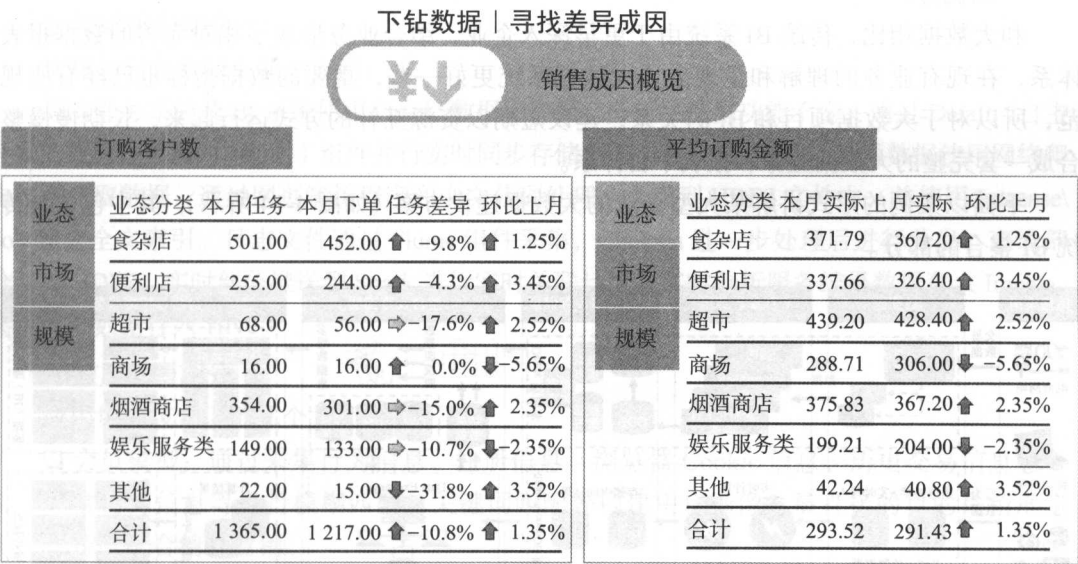 下钻数据｜寻找差异成因
¥
销售成因概览
订购客户数
业态
市场
规模
业态分类 本月任务 本月下单 任务差异 环比上月
食杂店 501.00 452.00 ⬆ -9.8% ⬆ 1.25%
便利店 255.00 244.00 ⬆ -4.3% ⬆ 3.45%
超市 68.00 56.00 ⇨ -17.6% ⬆ 2.52%
商场 16.00 16.00 ⬆ 0.0% ⬇ -5.65%
烟酒商店 354.00 301.00 ⇨ -15.0% ⬆ 2.35%
娱乐服务类 149.00 133.00 ⇨ -10.7% ⬇ -2.35%
其他 22.00 15.00 ⬇ -31.8% ⬆ 3.52%
合计 1 365.00 1 217.00 ⬆ -10.8% ⬆ 1.35%
平均订购金额
业态
市场
规模
业态分类 本月实际 上月实际 环比上月
食杂店 371.79 367.20 ⬆ 1.25%
便利店 337.66 326.40 ⬆ 3.45%
超市 439.20 428.40 ⬆ 2.52%
商场 288.71 306.00 ⬇ -5.65%
烟酒商店 375.83 367.20 ⬆ 2.35%
娱乐服务类 199.21 204.00 ⬇ -2.35%
其他 42.24 40.80 ⬆ 3.52%
合计 293.52 291.43 ⬆ 1.35%